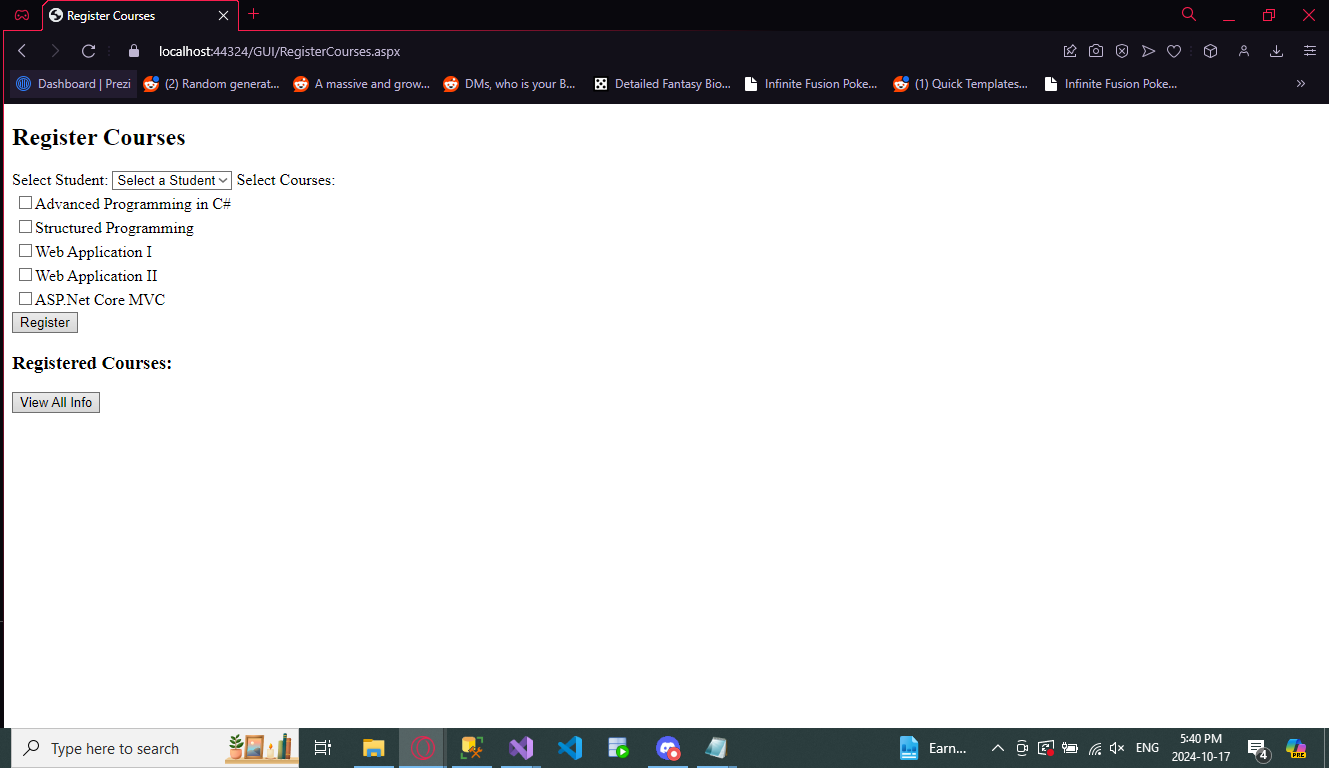 Register Courses
localhost:44324/GUI/RegisterCourses.aspx
Dashboard | Prezi
(2) Random generat...
A massive and grow...
DMs, who is your B...
Detailed Fantasy Bio...
Infinite Fusion Poke...
(1) Quick Templates...
Infinite Fusion Poke...
Register Courses
Select Student: Select a Student Select Courses:
Advanced Programming in C#
Structured Programming
Web Application I
Web Application II
ASP.Net Core MVC
Register
Registered Courses:
View All Info
Type here to search
Earn...
ENG
5:40 PM
2024-10-17
4
PRE